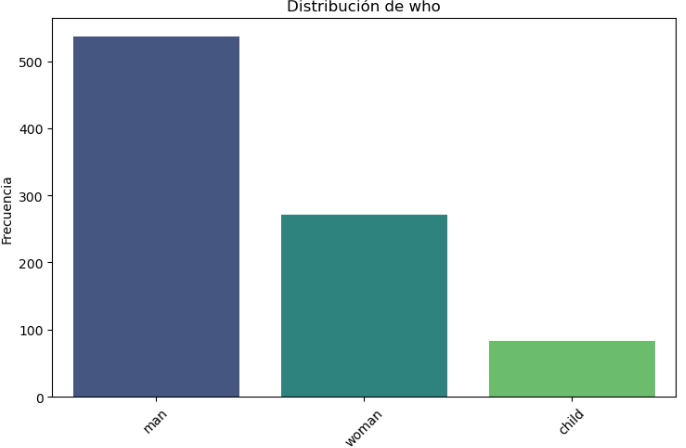 Distribución de who
Frecuencia
500
400
300
200
100
0
man
woman
child